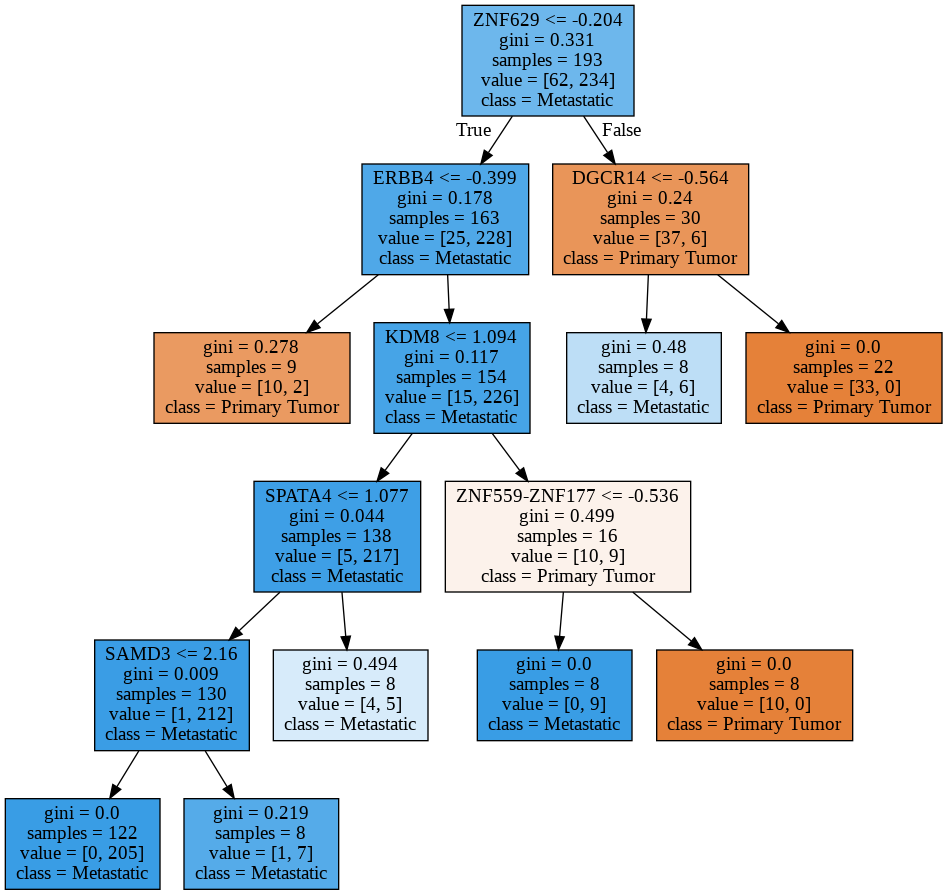 ZNF629 <= -0.204
gini = 0.331
samples = 193
value = [62, 234]
class = Metastatic
True
False
ERBB4 <= -0.399
gini = 0.178
samples = 163
value = [25, 228]
class = Metastatic
DGCR14 <= -0.564
gini = 0.24
samples = 30
value = [37, 6]
class = Primary Tumor
gini = 0.278
samples = 9
value = [10, 2]
class = Primary Tumor
KDM8 <= 1.094
gini = 0.117
samples = 154
value = [15, 226]
class = Metastatic
gini = 0.48
samples = 8
value = [4, 6]
class = Metastatic
gini = 0.0
samples = 22
value = [33, 0]
class = Primary Tumor
SPATA4 <= 1.077
gini = 0.044
samples = 138
value = [5, 217]
class = Metastatic
ZNF559-ZNF177 <= -0.536
gini = 0.499
samples = 16
value = [10, 9]
class = Primary Tumor
SAMD3 <= 2.16
gini = 0.009
samples = 130
value = [1, 212]
class = Metastatic
gini = 0.494
samples = 8
value = [4, 5]
class = Metastatic
gini = 0.0
samples = 8
value = [0, 9]
class = Metastatic
gini = 0.0
samples = 8
value = [10, 0]
class = Primary Tumor
gini = 0.0
samples = 122
value = [0, 205]
class = Metastatic
gini = 0.219
samples = 8
value = [1, 7]
class = Metastatic